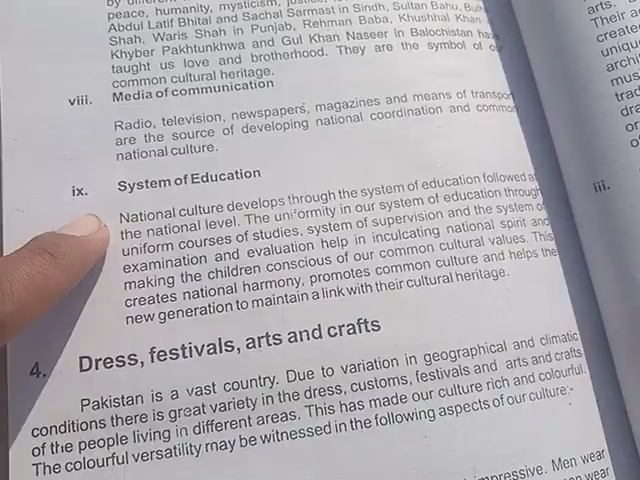 peace, humanity, mysticism,
Abdul Latif Bhitai and Sachal Sarmast in Sindh, Sultan Bahu,
Shah, Waris Shah in Punjab, Rehman Baba, Khushhal Khan
Khyber Pakhtunkhwa and Gul Khan Naseer in Balochistan have
taught us love and brotherhood. They are the symbol of our
common cultural heritage.
viii. Media of communication
Radio, television, newspapers, magazines and means of transport
are the source of developing national coordination and common
national culture.
ix. System of Education
National culture develops through the system of education followed at
the national level. The uniformity in our system of education through
uniform courses of studies, system of supervision and the system of
examination and evaluation help in inculcating national spirit and
making the children conscious of our common cultural values. This
creates national harmony, promotes common culture and helps the
new generation to maintain a link with their cultural heritage.
4. Dress, festivals, arts and crafts
Pakistan is a vast country. Due to variation in geographical and climatic
conditions there is great variety in the dress, customs, festivals and arts and crafts
of the people living in different areas. This has made our culture rich and colourful.
The colourful versatility may be witnessed in the following aspects of our culture:-
impressive. Men wear
wear
arts.
Their
iii.